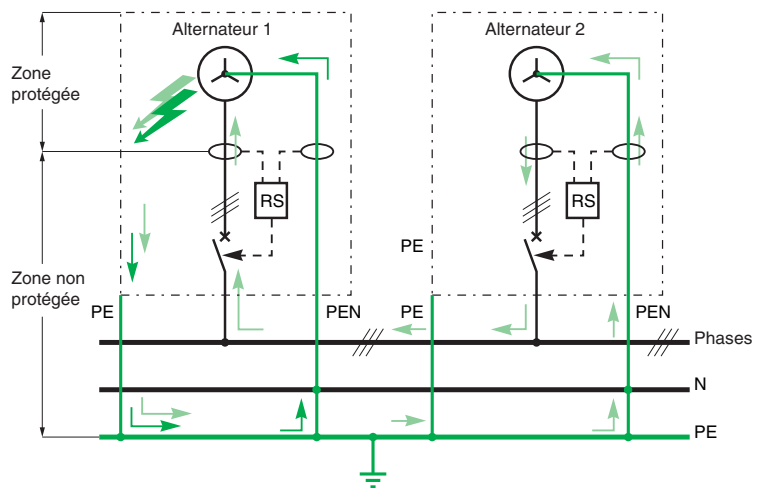 Alternateur 1
Alternateur 2
Zone
protégée
RS
RS
PE
Zone non
protégée
PE
PEN
PE
PEN
Phases
N
PE